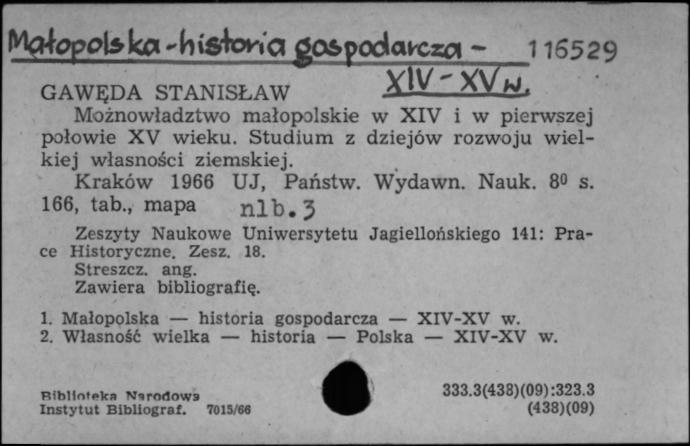 Małopolska - historia gospodarcza - 116529
XIV - XV w.
GAWĘDA STANISŁAW
Możnowładztwo małopolskie w XIV i w pierwszej
połowie XV wieku. Studium z dziejów rozwoju wiel-
kiej własności ziemskiej.
Kraków 1966 UJ, Państw. Wydawn. Nauk. 8⁰ s.
166, tab., mapa nlb. 3
Zeszyty Naukowe Uniwersytetu Jagiellońskiego 141: Pra-
ce Historyczne. Zesz. 18.
Streszcz. ang.
Zawiera bibliografię.
1. Małopolska — historia gospodarcza — XIV-XV w.
2. Własność wielka — historia — Polska — XIV-XV w.
Biblioteka Narodowa 333.3(438)(09):323.3
Instytut Bibliograf. 7015/66 (438)(09)